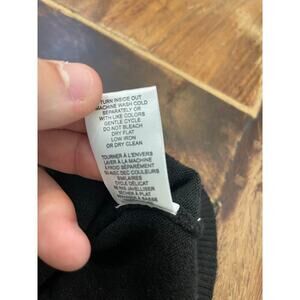 TURN INSIDE OUT
MACHINE WASH COLD
SEPARATELY OR
WITH LIKE COLORS
GENTLE CYCLE
DO NOT BLEACH
DRY FLAT
LOW IRON
OR DRY CLEAN
TOURNER À L'ENVERS
LAVER À LA MACHINE
À FROID SÉPARÉMENT
OU AVEC DES COULEURS
SIMILAIRES
CYCLE DÉLICAT
NE PAS JAVELLISER
SÉCHER À PLAT
REPASSAGE À BASSE